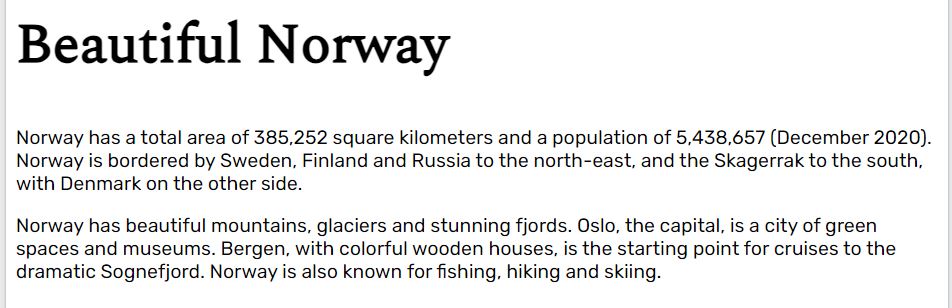 Beautiful Norway
Norway has a total area of 385,252 square kilometers and a population of 5,438,657 (December 2020).
Norway is bordered by Sweden, Finland and Russia to the north-east, and the Skagerrak to the south,
with Denmark on the other side.
Norway has beautiful mountains, glaciers and stunning fjords. Oslo, the capital, is a city of green
spaces and museums. Bergen, with colorful wooden houses, is the starting point for cruises to the
dramatic Sognefjord. Norway is also known for fishing, hiking and skiing.